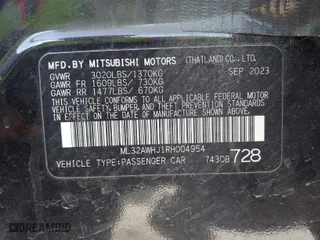 MFD.BY MITSUBISHI MOTORS (THAILAND) CO., LTD.
GVWR 3020LBS/1370KG SEP 2023
GAWR FR 1609LBS/ 730KG
GAWR RR 1477LBS/ 670KG
THIS VEHICLE CONFORMS TO ALL APPLICABLE
FEDERAL MOTOR VEHICLE SAFETY, BUMPER,
AND THEFT PREVENTION STANDARDS IN EFFECT
ON THE DATE OF MANUFACTURE SHOWN ABOVE.
ML32AWHJ1RH004954
VEHICLE TYPE:PASSENGER CAR 7430B 728